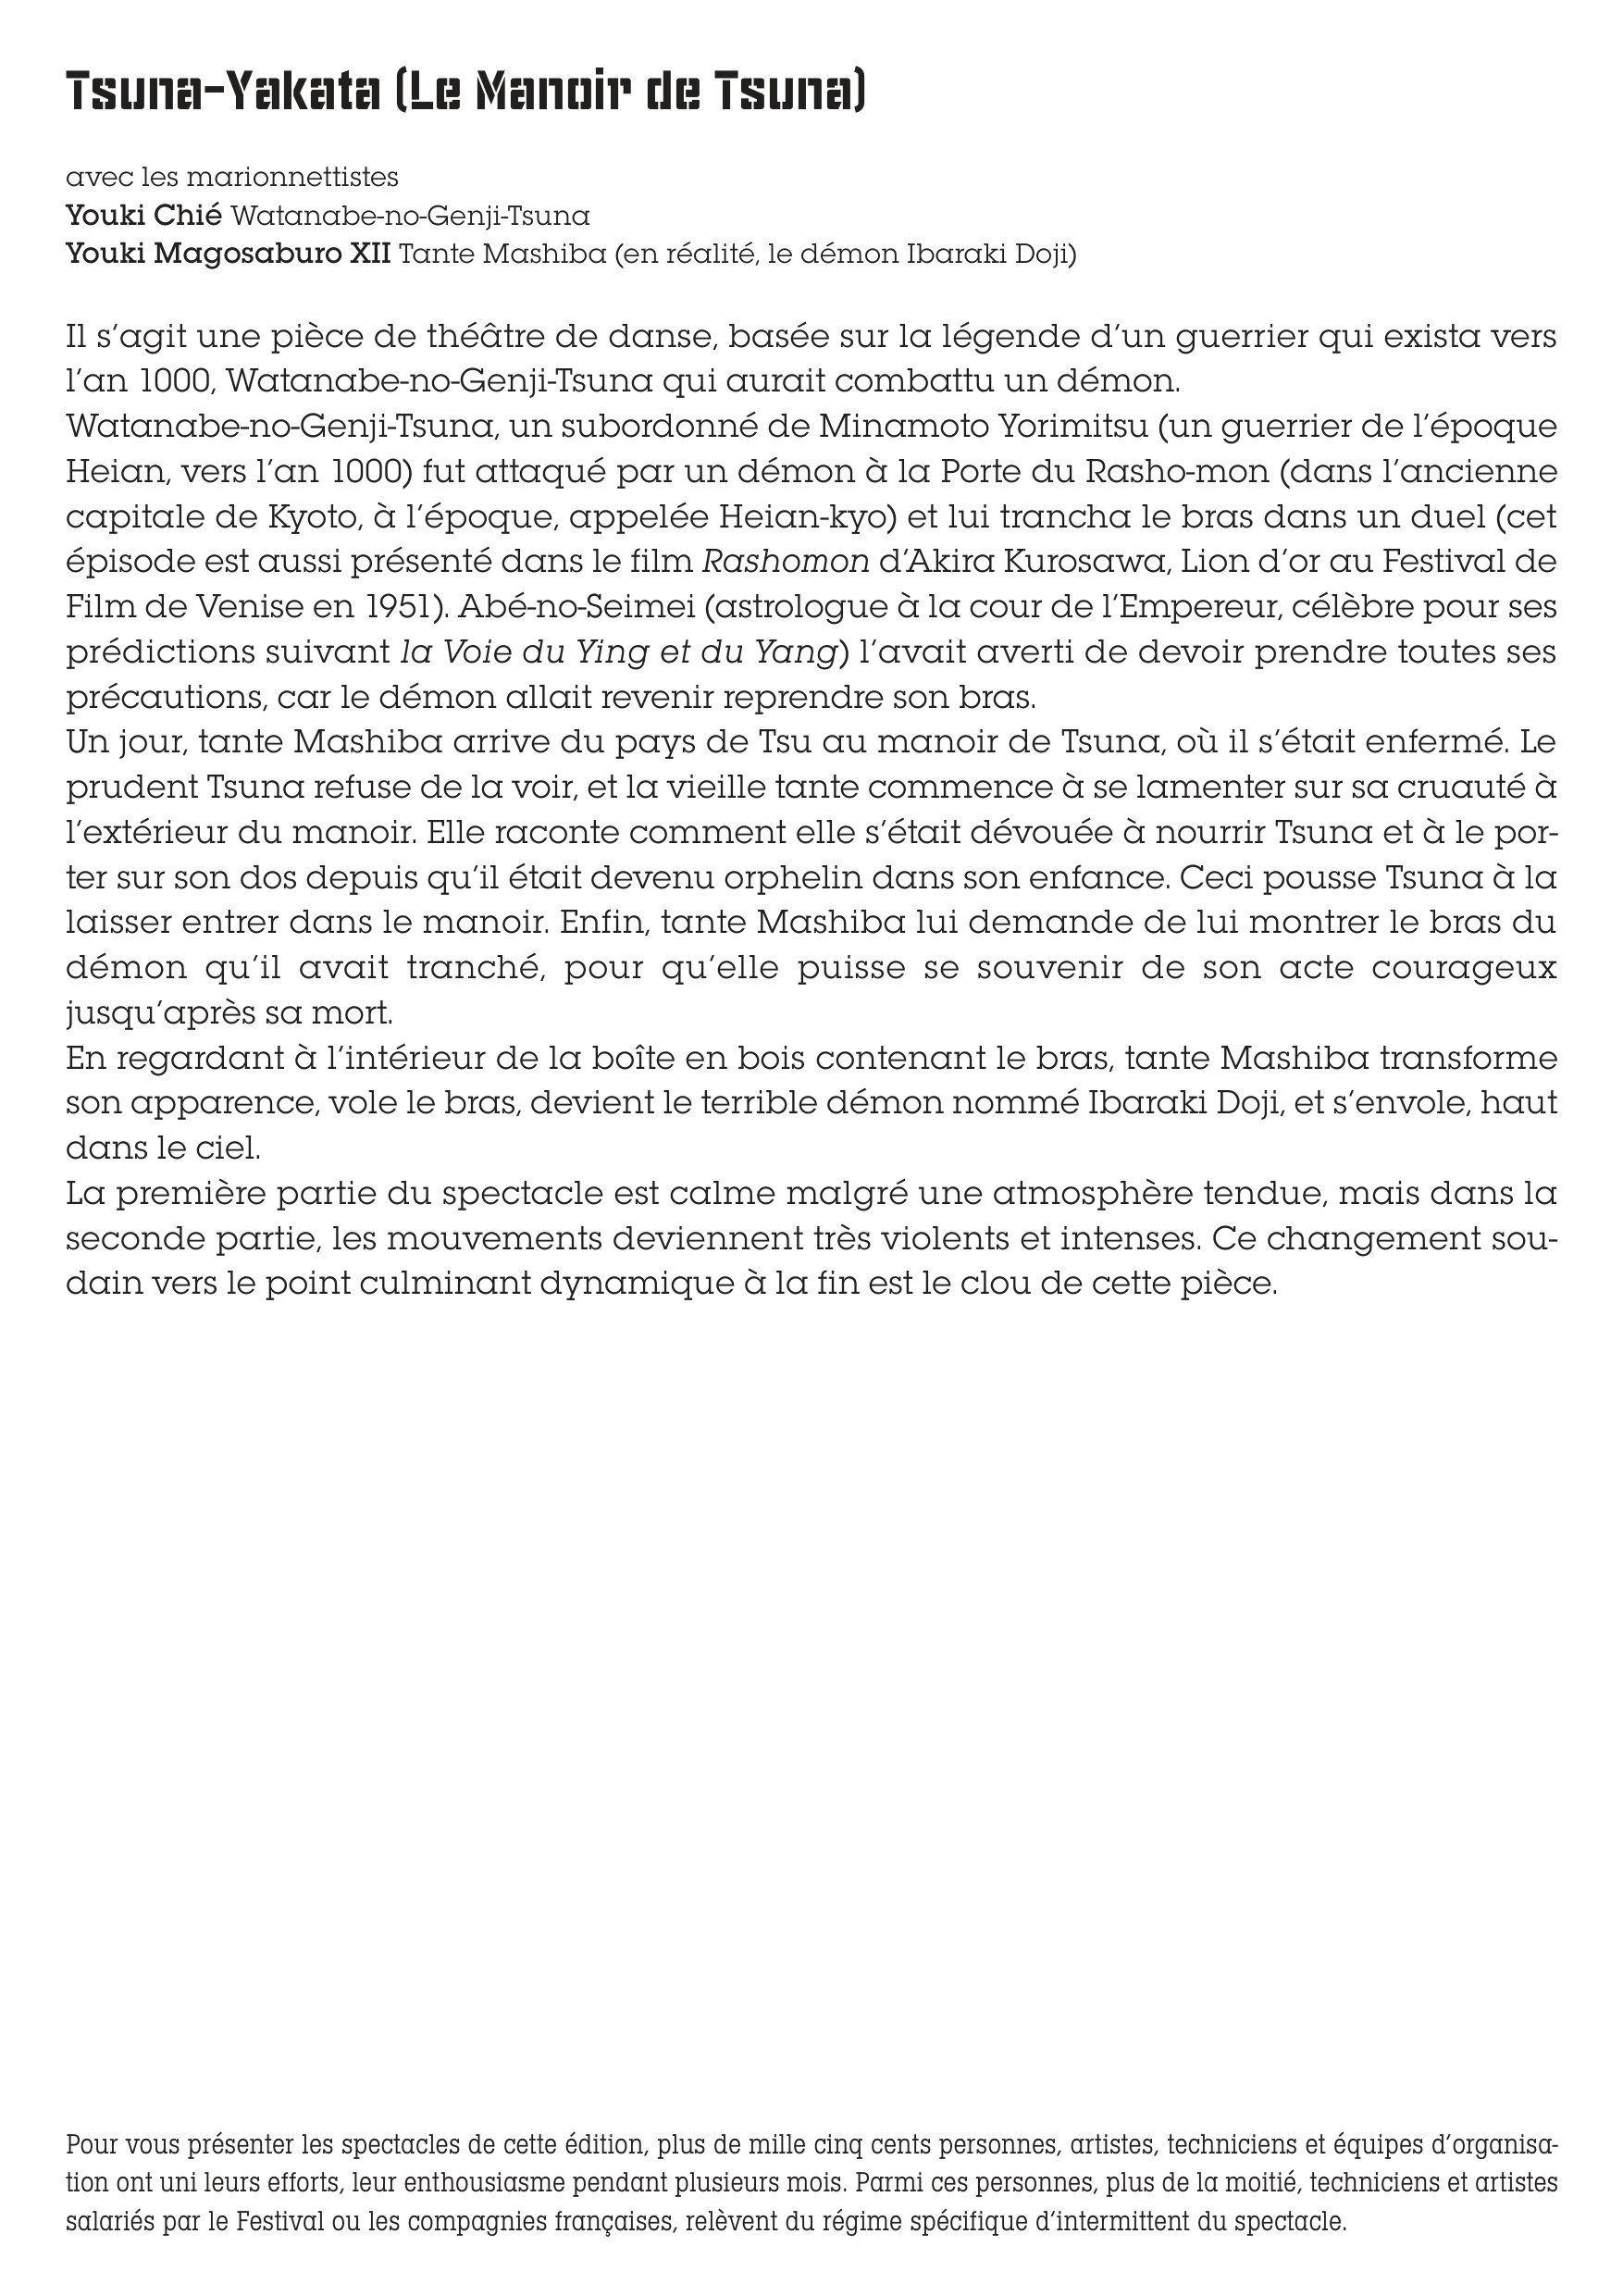 Tsuna-Yakata (Le Manoir de Tsuna)
avec les marionnettistes
Youki Chié Watanabe-no-Genji-Tsuna
Youki Magosaburo XII Tante Mashiba (en réalité, le démon Ibaraki Doji)
Il s’agit une pièce de théâtre de danse, basée sur la légende d’un guerrier qui exista vers
l’an 1000, Watanabe-no-Genji-Tsuna qui aurait combattu un démon.
Watanabe-no-Genji-Tsuna, un subordonné de Minamoto Yorimitsu (un guerrier de l’époque
Heian, vers l’an 1000) fut attaqué par un démon à la Porte du Rasho-mon (dans l’ancienne
capitale de Kyoto, à l’époque, appelée Heian-kyo) et lui trancha le bras dans un duel (cet
épisode est aussi présenté dans le film Rashomon d’Akira Kurosawa, Lion d’or au Festival de
Film de Venise en 1951). Abé-no-Seimei (astrologue à la cour de l’Empereur, célèbre pour ses
prédictions suivant la Voie du Ying et du Yang) l’avait averti de devoir prendre toutes ses
précautions, car le démon allait revenir reprendre son bras.
Un jour, tante Mashiba arrive du pays de Tsu au manoir de Tsuna, où il s’était enfermé. Le
prudent Tsuna refuse de la voir, et la vieille tante commence à se lamenter sur sa cruauté à
l’extérieur du manoir. Elle raconte comment elle s’était dévouée à nourrir Tsuna et à le por-
ter sur son dos depuis qu’il était devenu orphelin dans son enfance. Ceci pousse Tsuna à la
laisser entrer dans le manoir. Enfin, tante Mashiba lui demande de lui montrer le bras du
démon qu’il avait tranché, pour qu’elle puisse se souvenir de son acte courageux
jusqu’après sa mort.
En regardant à l’intérieur de la boîte en bois contenant le bras, tante Mashiba transforme
son apparence, vole le bras, devient le terrible démon nommé Ibaraki Doji, et s’envole, haut
dans le ciel.
La première partie du spectacle est calme malgré une atmosphère tendue, mais dans la
seconde partie, les mouvements deviennent très violents et intenses. Ce changement sou-
dain vers le point culminant dynamique à la fin est le clou de cette pièce.
Pour vous présenter les spectacles de cette édition, plus de mille cinq cents personnes, artistes, techniciens et équipes d’organisa-
tion ont uni leurs efforts, leur enthousiasme pendant plusieurs mois. Parmi ces personnes, plus de la moitié, techniciens et artistes
salariés par le Festival ou les compagnies françaises, relèvent du régime spécifique d’intermittent du spectacle.